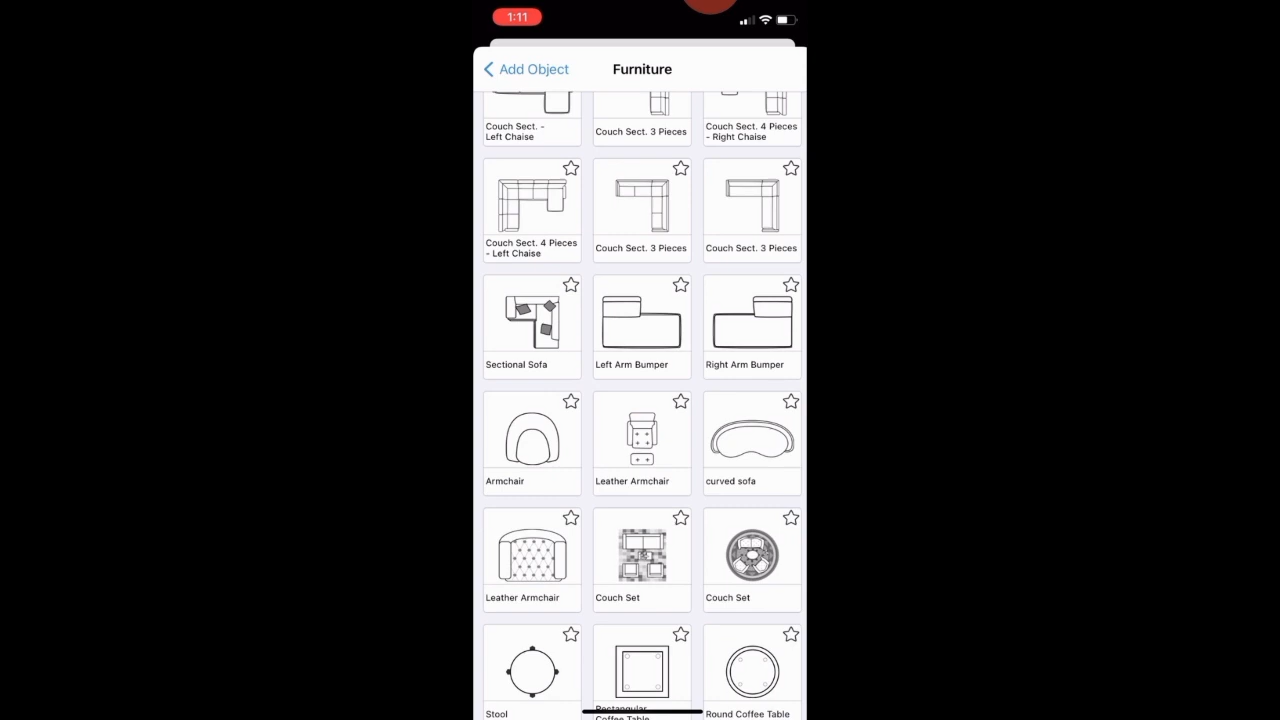 1:11
Add Object
Furniture
Couch Sect. -
Left Chaise
Couch Sect. 3 Pieces
Couch Sect. 4 Pieces
- Right Chaise
Couch Sect. 4 Pieces
- Left Chaise
Couch Sect. 3 Pieces
Couch Sect. 3 Pieces
Sectional Sofa
Left Arm Bumper
Right Arm Bumper
Armchair
Leather Armchair
curved sofa
Leather Armchair
Couch Set
Couch Set
Stool
Rectangular
Coffee Table
Round Coffee Table